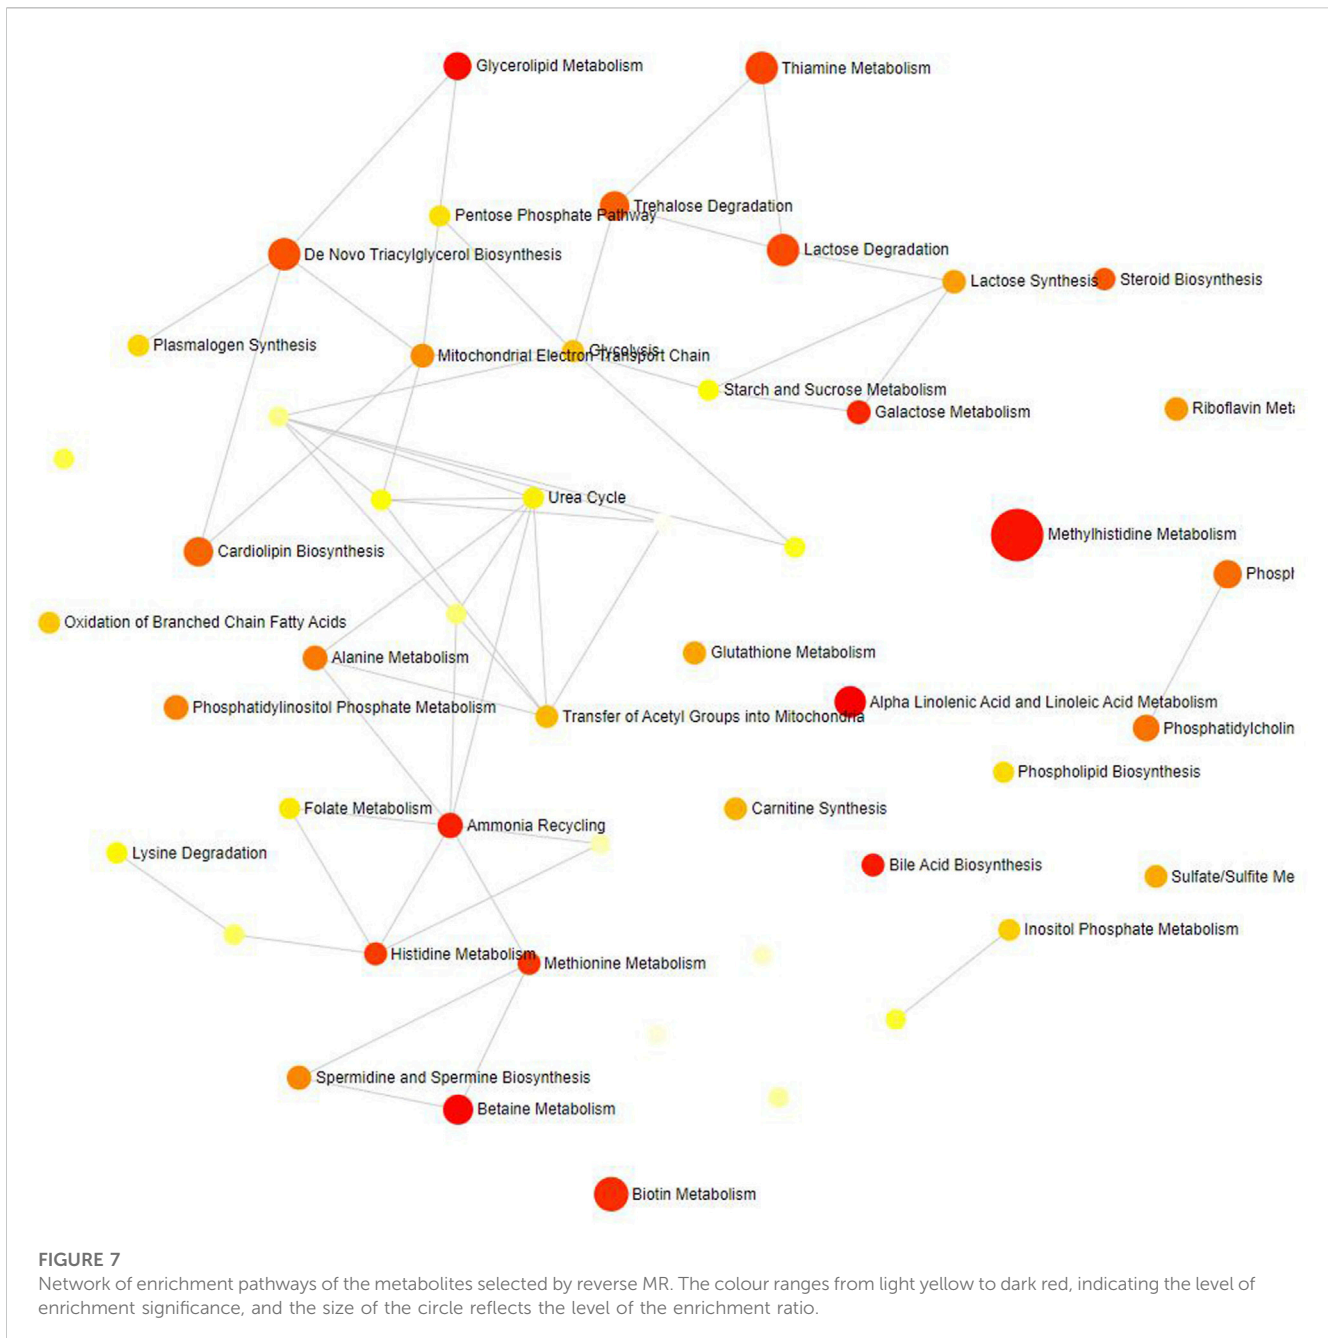 Glycerolipid Metabolism
Thiamine Metabolism
Trehalose Degradation
Pentose Phosphate Pathway
Lactose Degradation
De Novo Triacylglycerol Biosynthesis
Lactose Synthesis
Steroid Biosynthesis
Plasmalogen Synthesis
Glycolysis
Mitochondrial Electron Transport Chain
Starch and Sucrose Metabolism
Galactose Metabolism
Riboflavin Met
Urea Cycle
Methylhistidine Metabolism
Cardiolipin Biosynthesis
Phosph
Oxidation of Branched Chain Fatty Acids
Glutathione Metabolism
Alanine Metabolism
Alpha Linolenic Acid and Linoleic Acid Metabolism
Phosphatidylinositol Phosphate Metabolism
Transfer of Acetyl Groups into Mitochondria
Phosphatidylcholin
Phospholipid Biosynthesis
Folate Metabolism
Carnitine Synthesis
Ammonia Recycling
Lysine Degradation
Bile Acid Biosynthesis
Sulfate/Sulfite Me
Inositol Phosphate Metabolism
Histidine Metabolism
Methionine Metabolism
Spermidine and Spermine Biosynthesis
Betaine Metabolism
Biotin Metabolism
FIGURE 7
Network of enrichment pathways of the metabolites selected by reverse MR. The colour ranges from light yellow to dark red, indicating the level of
enrichment significance, and the size of the circle reflects the level of the enrichment ratio.